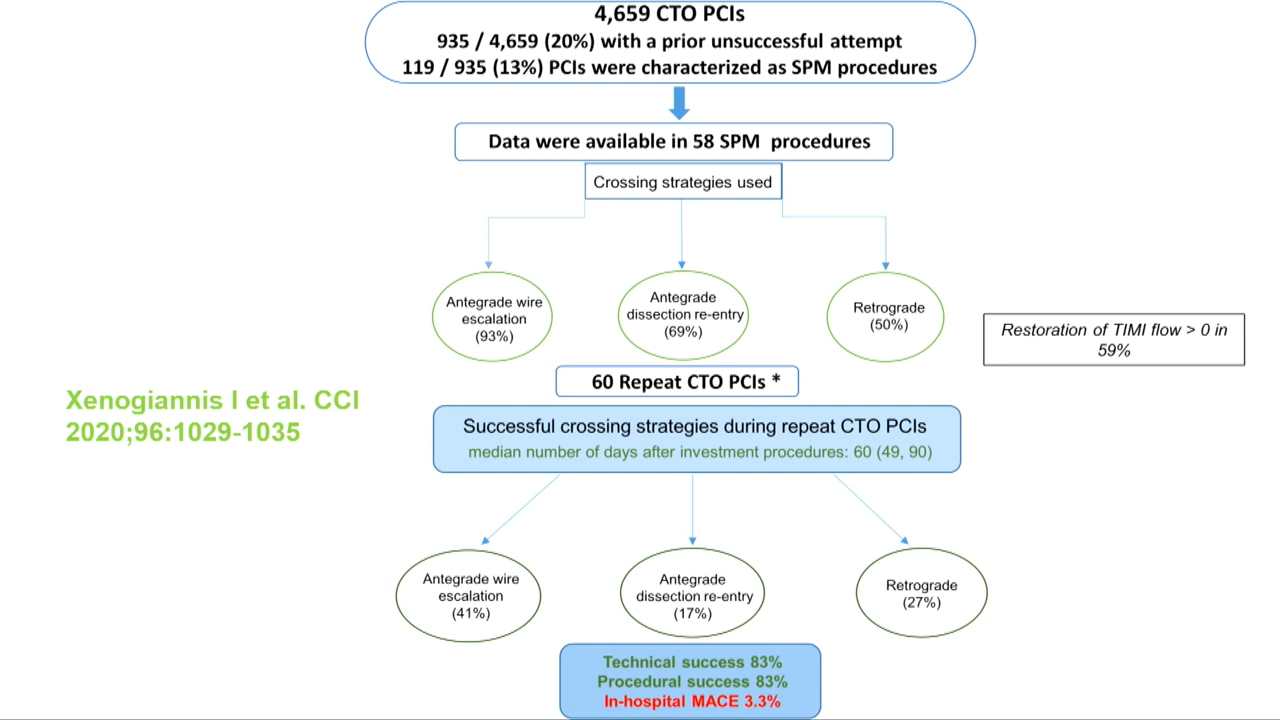 4,659 CTO PCIs
935 / 4,659 (20%) with a prior unsuccessful attempt
119 / 935 (13%) PCIs were characterized as SPM procedures
Data were available in 58 SPM procedures
Crossing strategies used
Antegrade wire
escalation
(93%)
Antegrade
dissection re-entry
(69%)
Retrograde
(50%)
Restoration of TIMI flow > 0 in
59%
60 Repeat CTO PCIs *
Xenogiannis I et al. CCI
2020;96:1029-1035
Successful crossing strategies during repeat CTO PCIs
median number of days after investment procedures: 60 (49, 90)
Antegrade wire
escalation
(41%)
Antegrade
dissection re-entry
(17%)
Retrograde
(27%)
Technical success 83%
Procedural success 83%
In-hospital MACE 3.3%